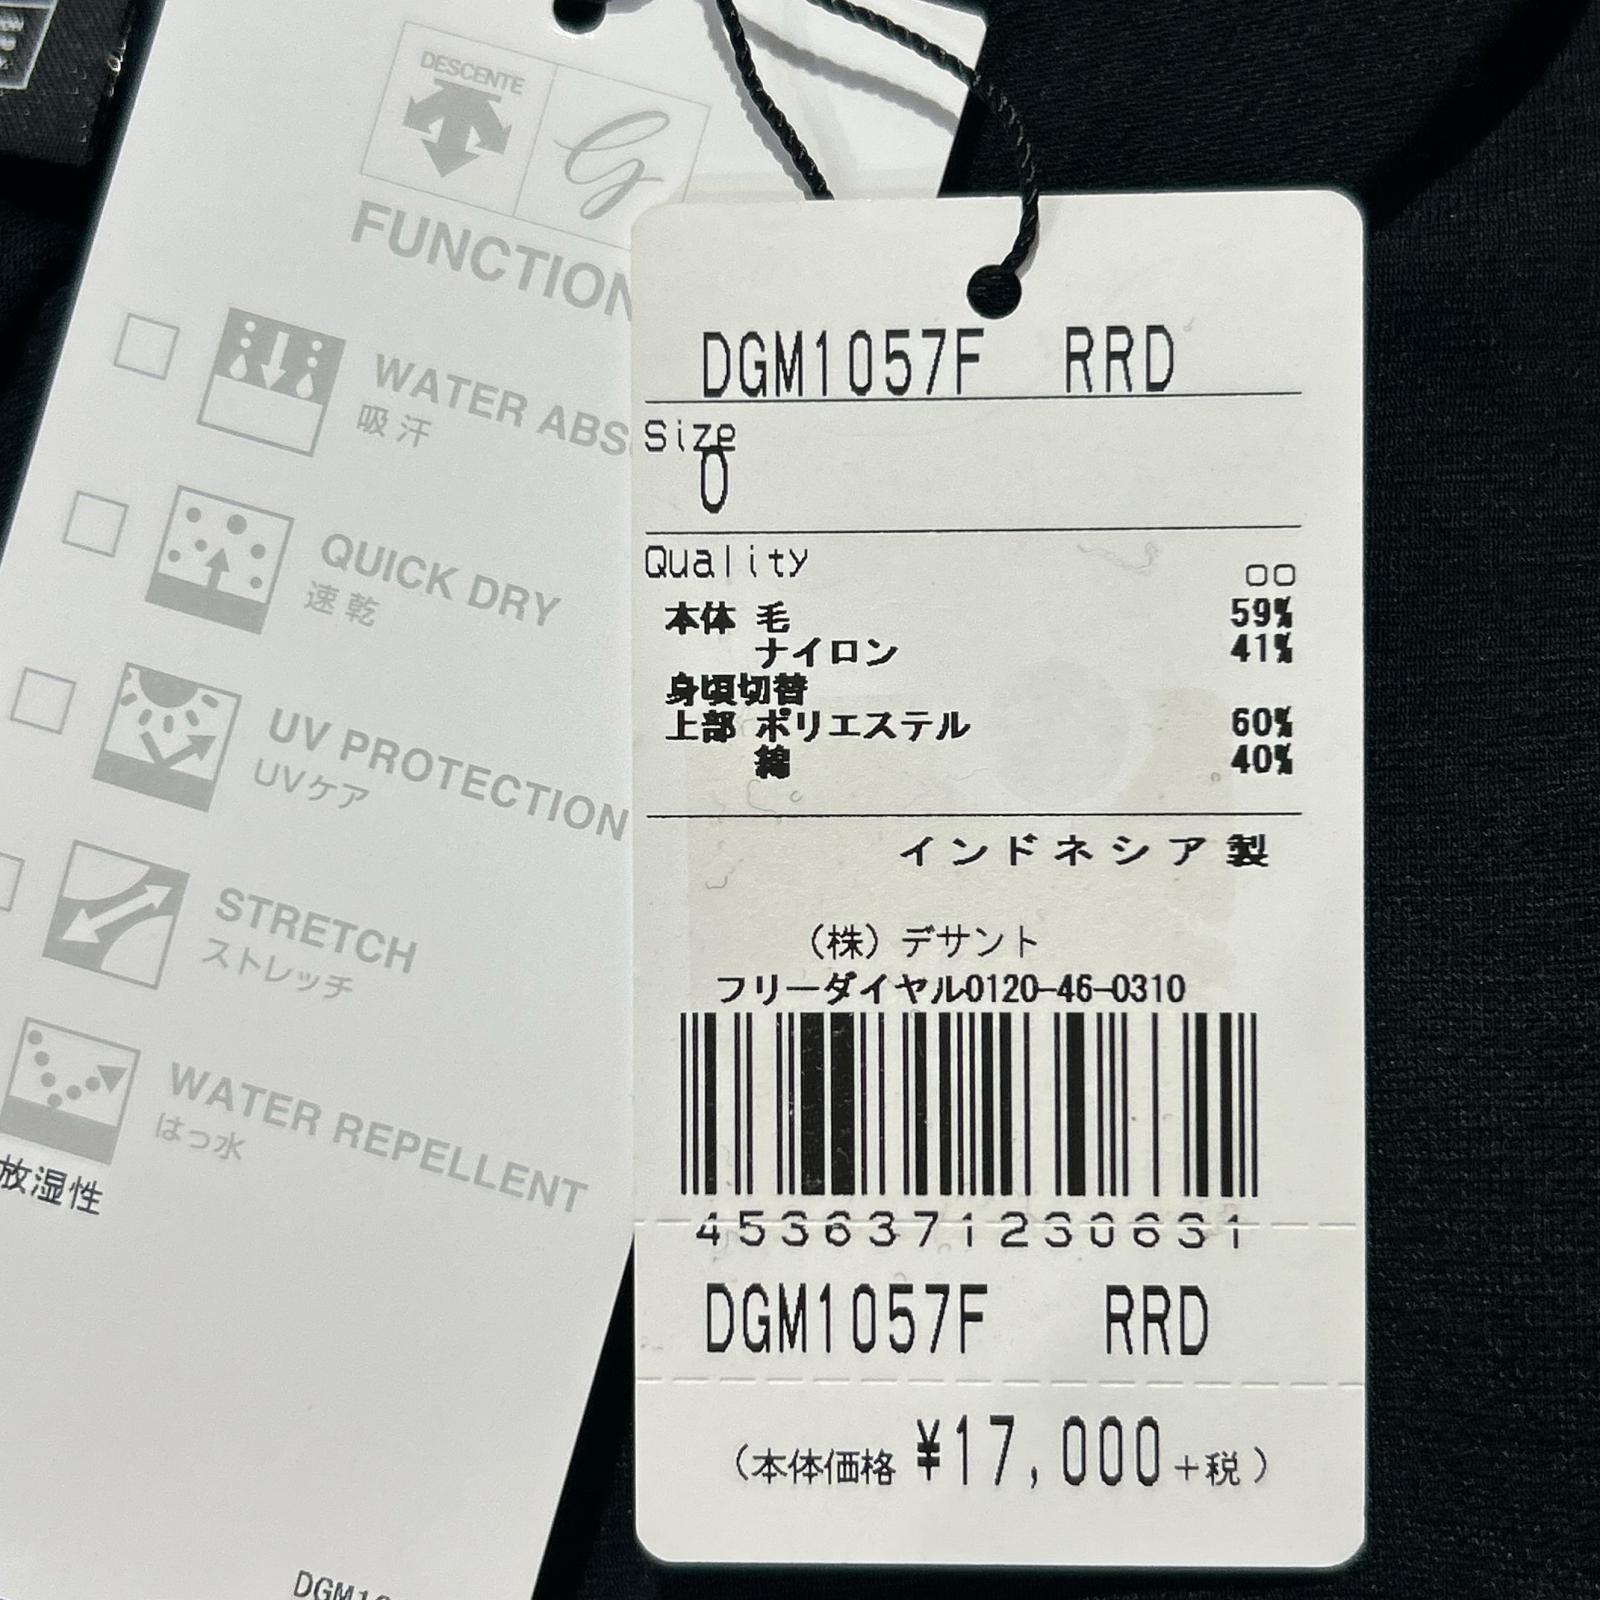 DESCENTE
FUNCTION
WATER ABS
吸汗
QUICK DRY
速乾
UV PROTECTION
UVケア
STRETCH
ストレッチ
WATER REPELLENT
はっ水
放湿性
DGM1057F RRD
Size
O
Quality ○○
本体 毛 59%
ナイロン 41%
身頃切替
上部 ポリエステル 60%
綿 40%
インドネシア製
(株)デサント
フリーダイヤル0120-46-0310
4536371230631
DGM1057F RRD
(本体価格 ¥17,000+税)